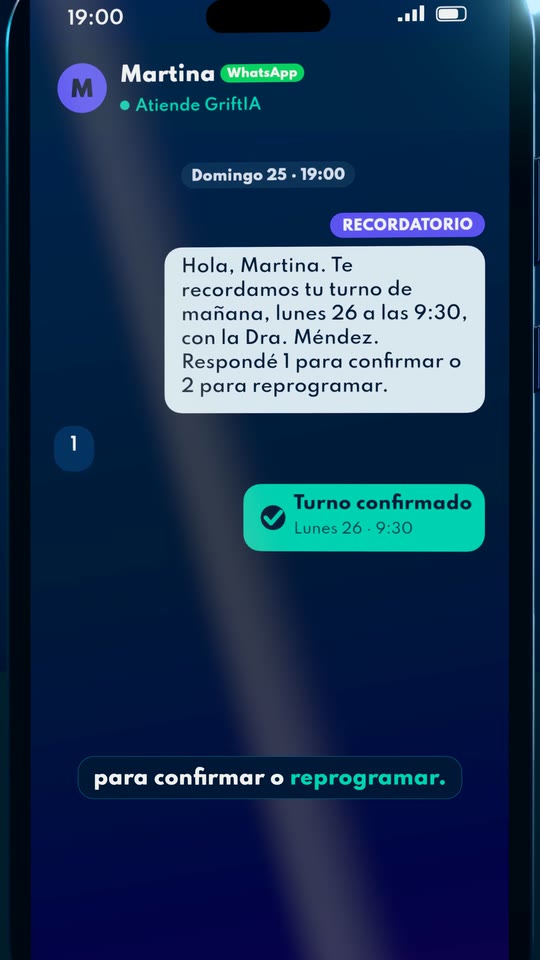 19:00
M
Martina WhatsApp
Atiende GriftIA
Domingo 25 · 19:00
RECORDATORIO
Hola, Martina. Te
recordamos tu turno de
mañana, lunes 26 a las 9:30,
con la Dra. Méndez.
Respondé 1 para confirmar o
2 para reprogramar.
1
Turno confirmado
Lunes 26 · 9:30
para confirmar o reprogramar.